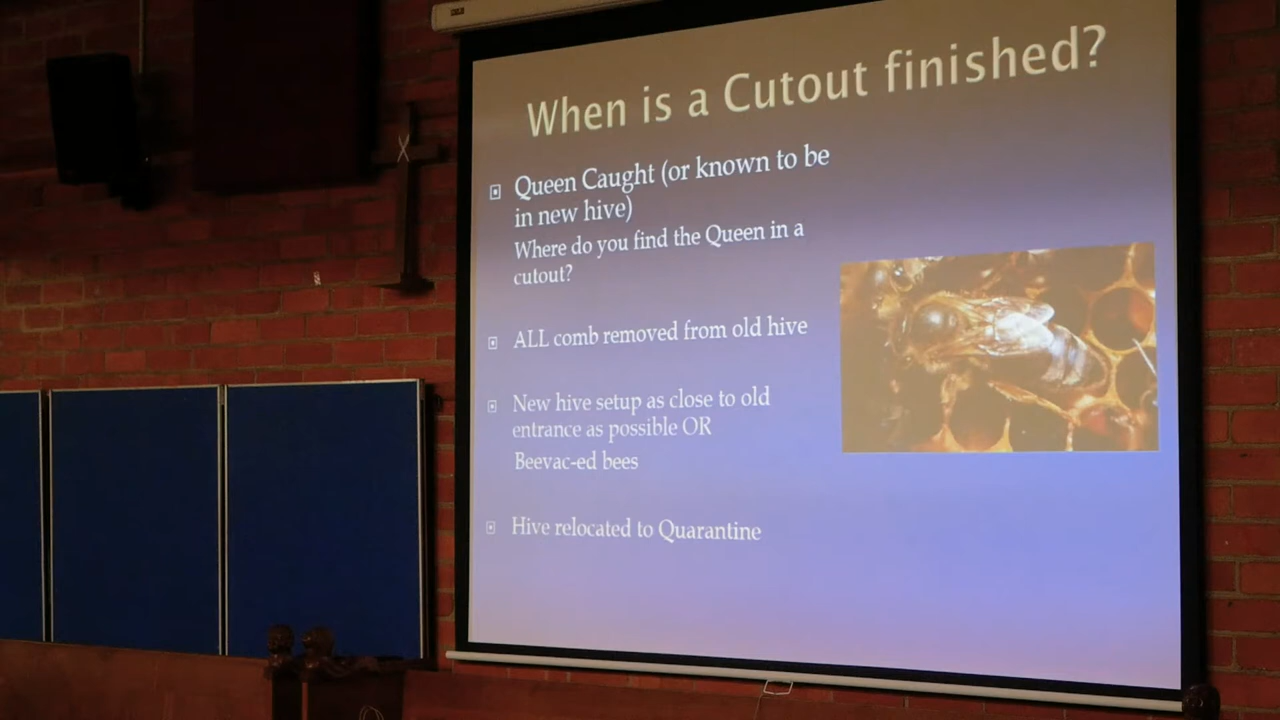 When is a Cutout finished?
Queen Caught (or known to be
in new hive)
Where do you find the Queen in a
cutout?
ALL comb removed from old hive
New hive setup as close to old
entrance as possible OR
Beevac-ed bees
Hive relocated to Quarantine